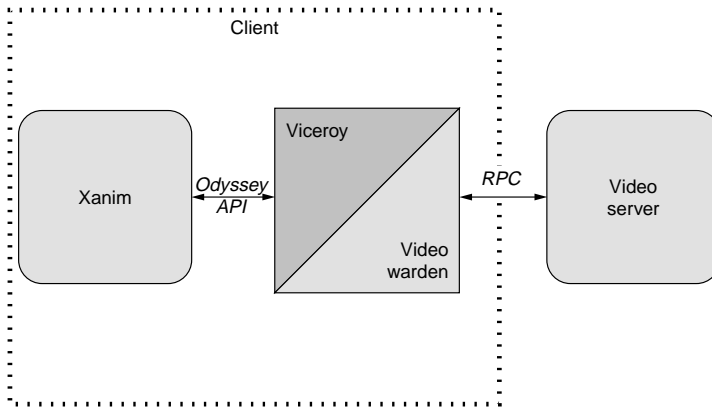 Client
Viceroy
Xanim
Odyssey
API
RPC
Video
server
Video
warden